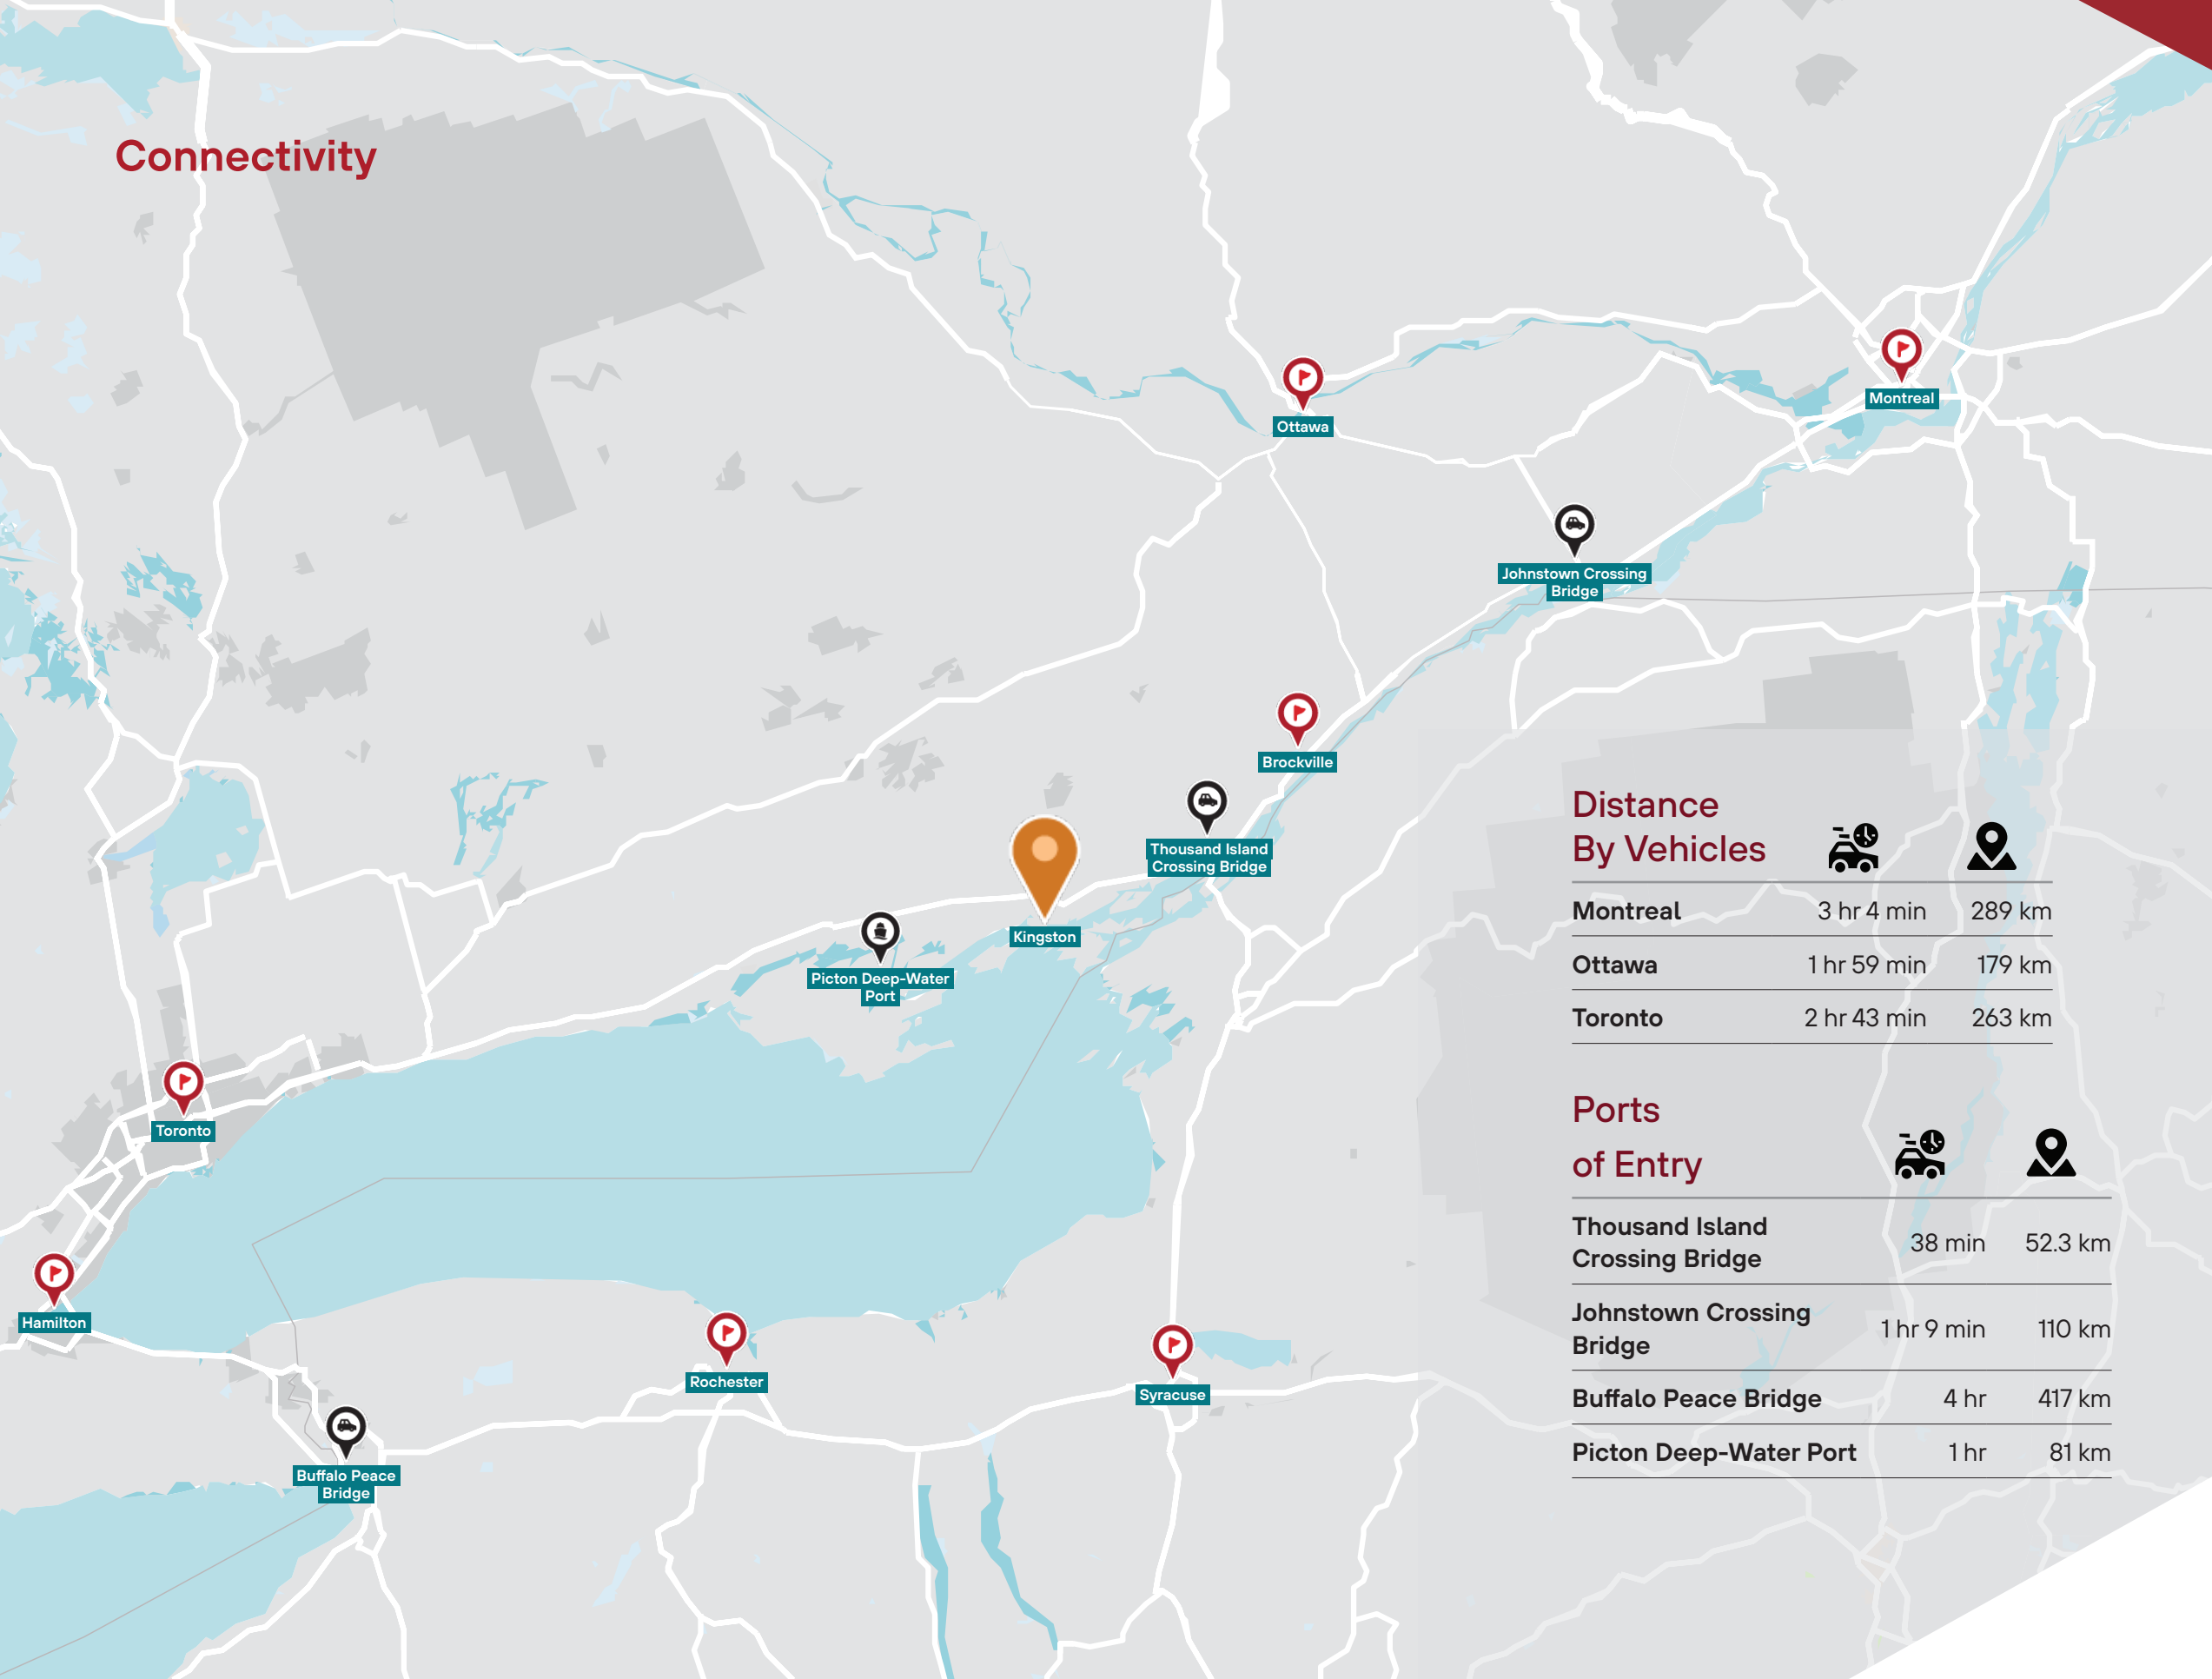 Connectivity
Ottawa
Montreal
Johnstown Crossing
Bridge
Brockville
Thousand Island
Crossing Bridge
Kingston
Picton Deep-Water
Port
Toronto
Hamilton
Rochester
Syracuse
Buffalo Peace
Bridge
Distance
By Vehicles
Montreal 3 hr 4 min 289 km
Ottawa 1 hr 59 min 179 km
Toronto 2 hr 43 min 263 km
Ports
of Entry
Thousand Island
Crossing Bridge 38 min 52.3 km
Johnstown Crossing
Bridge 1 hr 9 min 110 km
Buffalo Peace Bridge 4 hr 417 km
Picton Deep-Water Port 1 hr 81 km